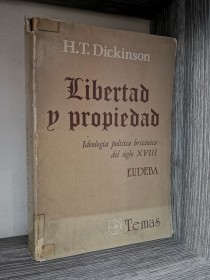 H.T. Dickinson
Libertad
y propiedad
Ideología política británica
del siglo XVIII
EUDEBA
Temas